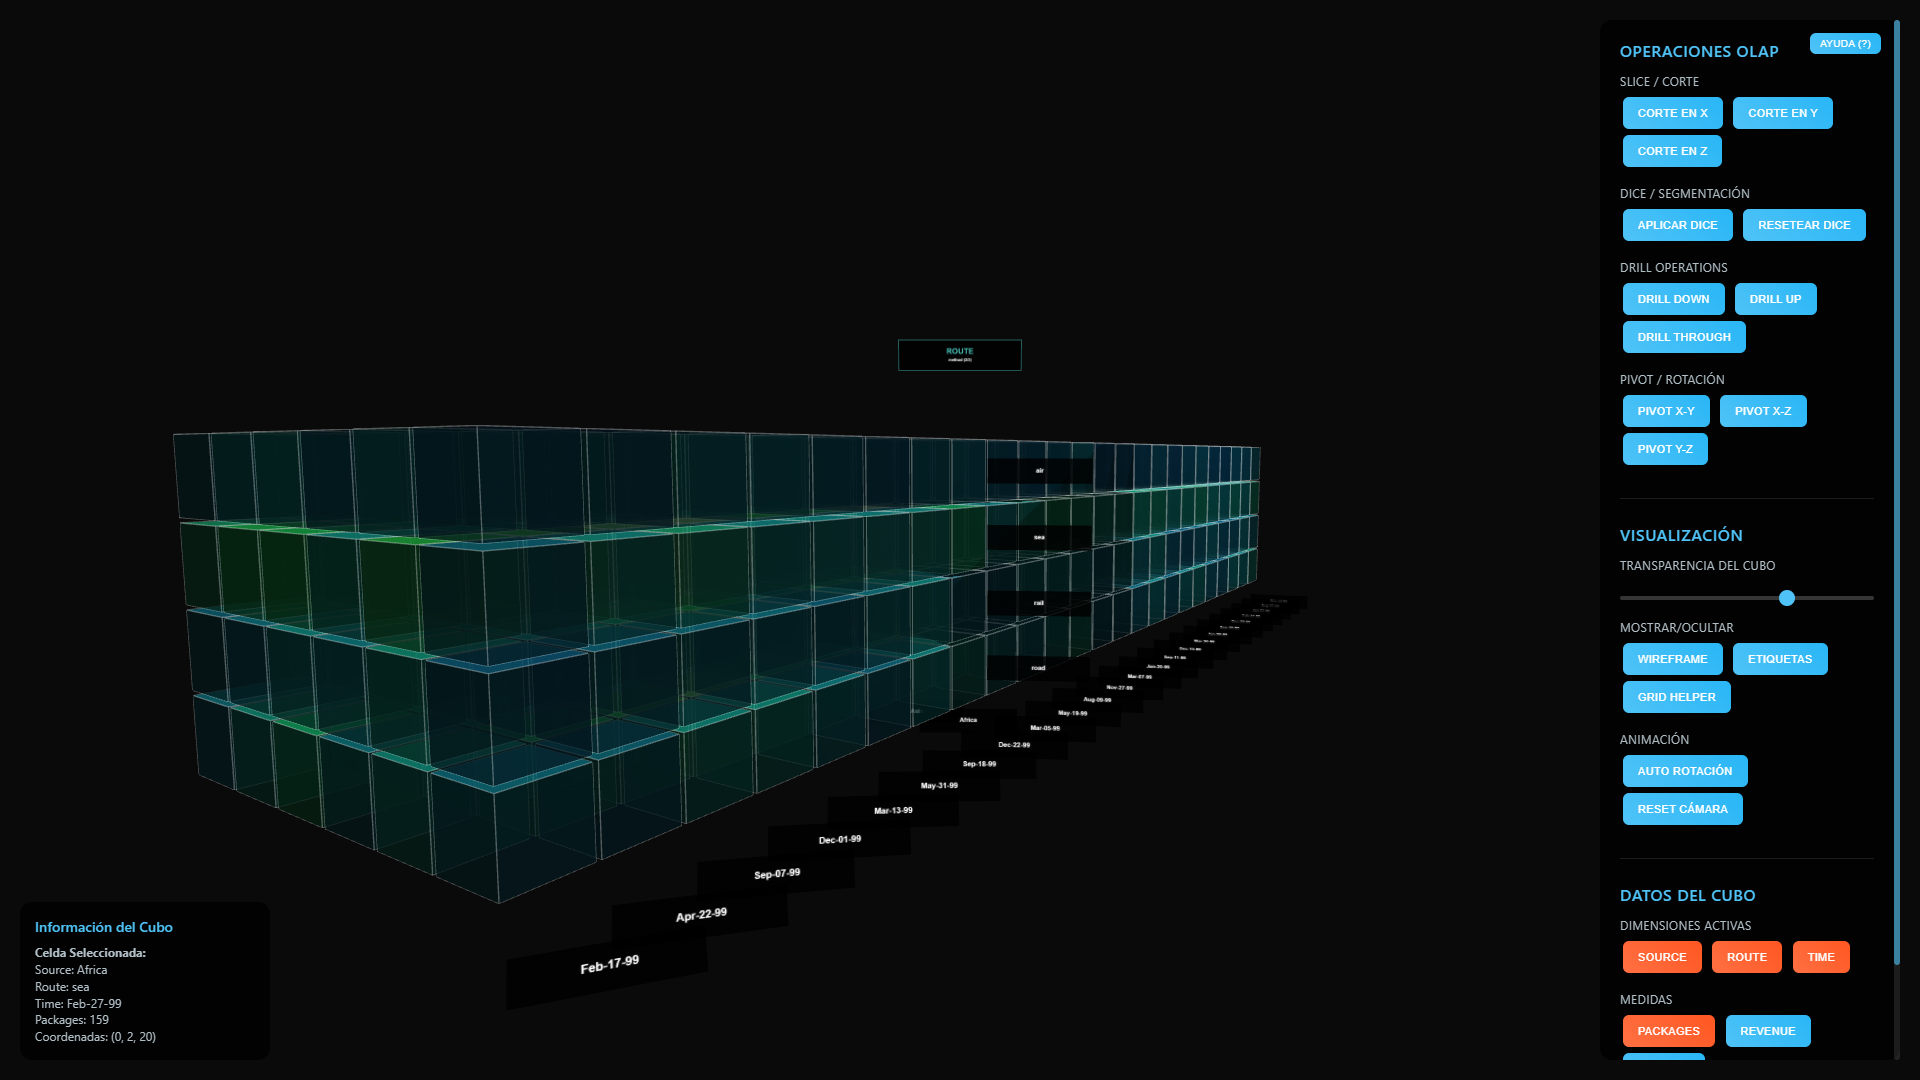 ROUTE
air
sea
rail
road
Africa
Feb-17-99
Apr-22-99
Sep-07-99
Dec-01-99
Mar-13-99
May-31-99
Sep-18-99
Dec-22-99
Mar-05-99
May-19-99
Aug-09-99
Nov-27-99
Mar-07-99
Información del Cubo
Celda Seleccionada:
Source: Africa
Route: sea
Time: Feb-27-99
Packages: 159
Coordenadas: (0, 2, 20)
OPERACIONES OLAP
AYUDA (?)
SLICE / CORTE
CORTE EN X
CORTE EN Y
CORTE EN Z
DICE / SEGMENTACIÓN
APLICAR DICE
RESETEAR DICE
DRILL OPERATIONS
DRILL DOWN
DRILL UP
DRILL THROUGH
PIVOT / ROTACIÓN
PIVOT X-Y
PIVOT X-Z
PIVOT Y-Z
VISUALIZACIÓN
TRANSPARENCIA DEL CUBO
MOSTRAR/OCULTAR
WIREFRAME
ETIQUETAS
GRID HELPER
ANIMACIÓN
AUTO ROTACIÓN
RESET CÁMARA
DATOS DEL CUBO
DIMENSIONES ACTIVAS
SOURCE
ROUTE
TIME
MEDIDAS
PACKAGES
REVENUE